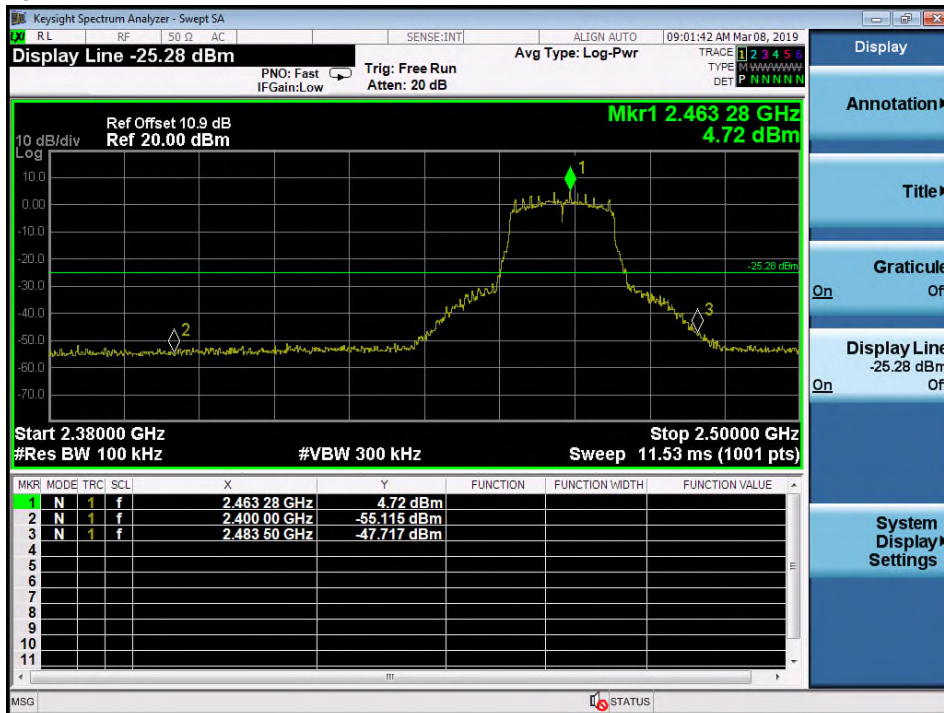 Keysight Spectrum Analyzer - Swept SA
LXI RL RF 50 Ω AC SENSE:INT ALIGN AUTO 09:01:42 AM Mar 08, 2019
Display Line -25.28 dBm
PNO: Fast
IFGain:Low
Trig: Free Run
Atten: 20 dB
Avg Type: Log-Pwr
TRACE 1 2 3 4 5 6
TYPE M WWWWW
DET P N N N N N
Mkr1 2.463 28 GHz
4.72 dBm
Ref Offset 10.9 dB
10 dB/div Ref 20.00 dBm
Log
10.0
0.00
-10.0
-20.0
-30.0
-40.0
-50.0
-60.0
-70.0
1
2
3
-25.28 dBm
Start 2.38000 GHz Stop 2.50000 GHz
#Res BW 100 kHz #VBW 300 kHz Sweep 11.53 ms (1001 pts)
MKR MODE TRC SCL X Y FUNCTION FUNCTION WIDTH FUNCTION VALUE
1 N 1 f 2.463 28 GHz 4.72 dBm
2 N 1 f 2.400 00 GHz -55.115 dBm
3 N 1 f 2.483 50 GHz -47.717 dBm
4
5
6
7
8
9
10
11
MSG STATUS
Display
Annotation
Title
Graticule
On Of
Display Line
-25.28 dBm
On Of
System
Display
Settings